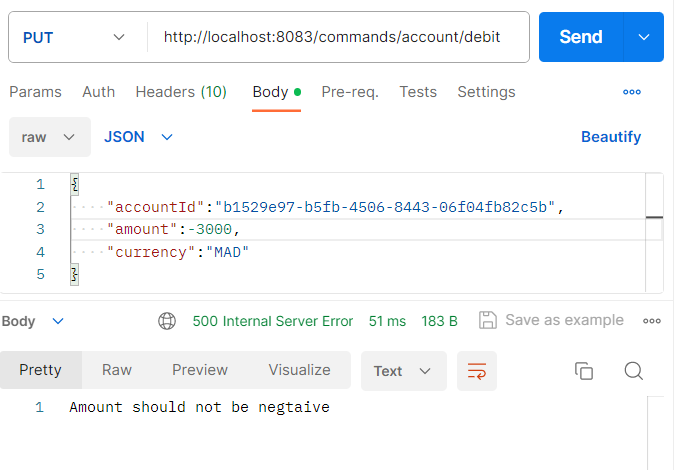 PUT http://localhost:8083/commands/account/debit Send
Params Auth Headers (10) Body Pre-req. Tests Settings
raw JSON Beautify
1 {
2 "accountId":"b1529e97-b5fb-4506-8443-06f04fb82c5b",
3 "amount":-3000,
4 "currency":"MAD"
5 }
Body 500 Internal Server Error 51 ms 183 B Save as example
Pretty Raw Preview Visualize Text
1 Amount should not be negtaive